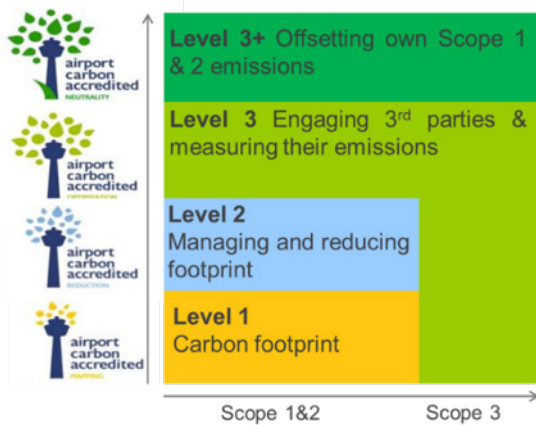 airport
carbon
accredited
NEUTRALITY
Level 3+ Offsetting own Scope 1
& 2 emissions
airport
carbon
accredited
OPTIMISATION
Level 3 Engaging 3rd parties &
measuring their emissions
airport
carbon
accredited
REDUCTION
Level 2
Managing and reducing
footprint
airport
carbon
accredited
MAPPING
Level 1
Carbon footprint
Scope 1&2
Scope 3